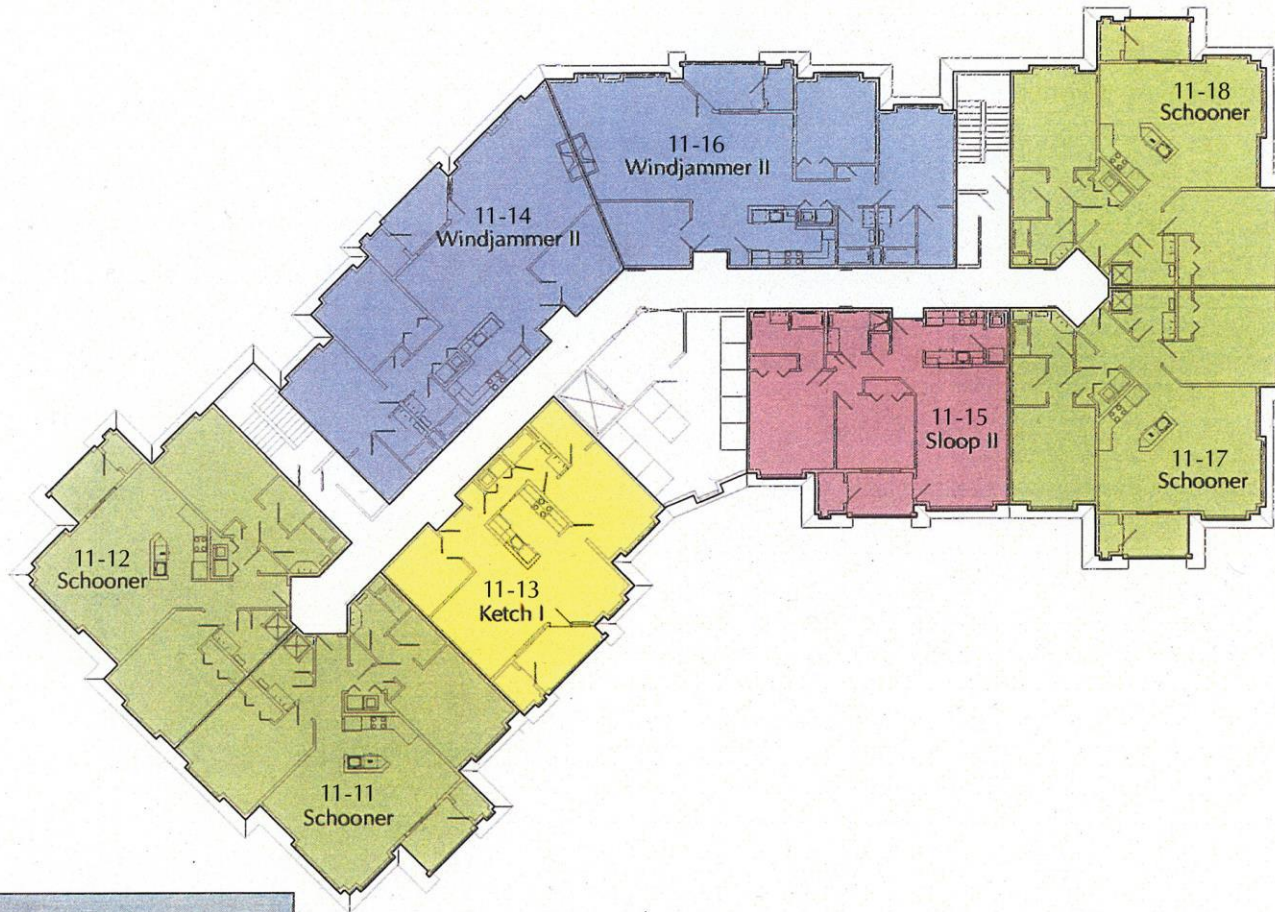 11-18
Schooner
11-16
Windjammer II
11-14
Windjammer II
11-15
Sloop II
11-17
Schooner
11-12
Schooner
11-13
Ketch I
11-11
Schooner